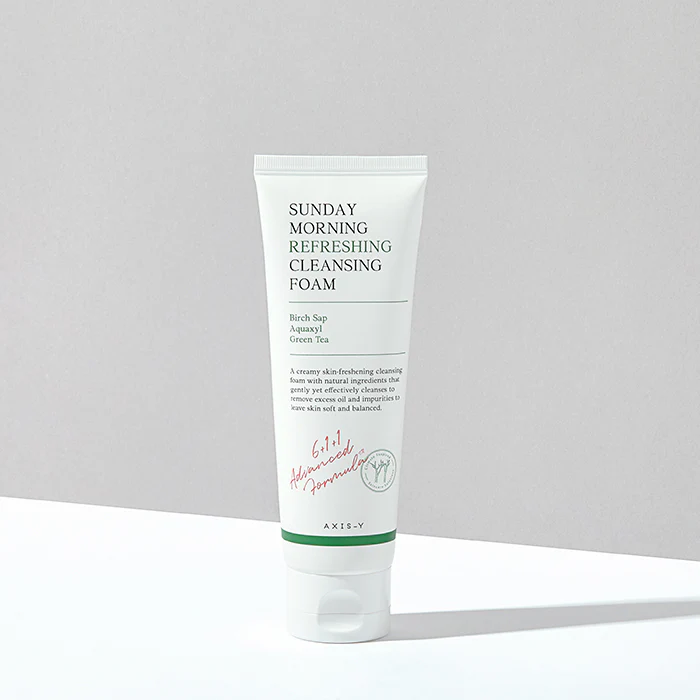 SUNDAY
MORNING
REFRESHING
CLEANSING
FOAM
Birch Sap
Aquaxyl
Green Tea
A creamy skin-freshening cleansing
foam with natural ingredients that
gently yet effectively cleanses to
remove excess oil and impurities to
leave skin soft and balanced.
6+1+1
Advanced
Formula
AXIS-Y